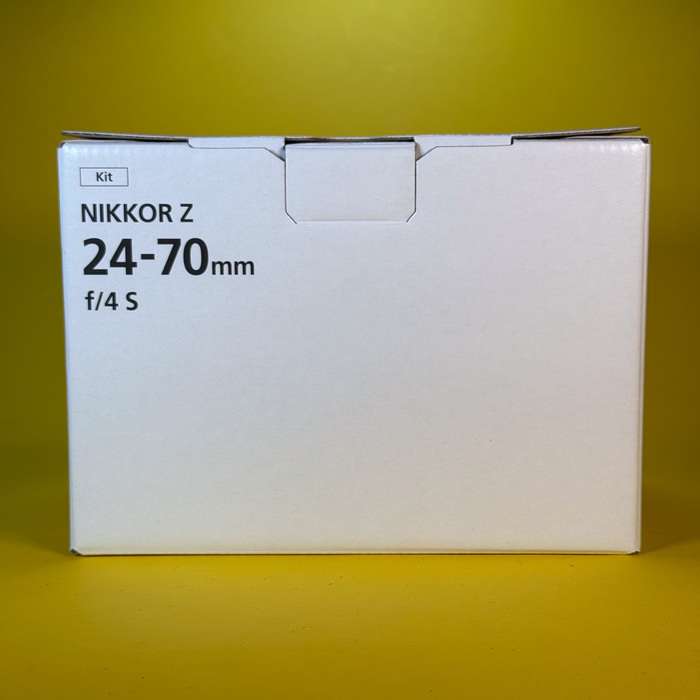 Kit
NIKKOR Z
24-70mm
f/4 S